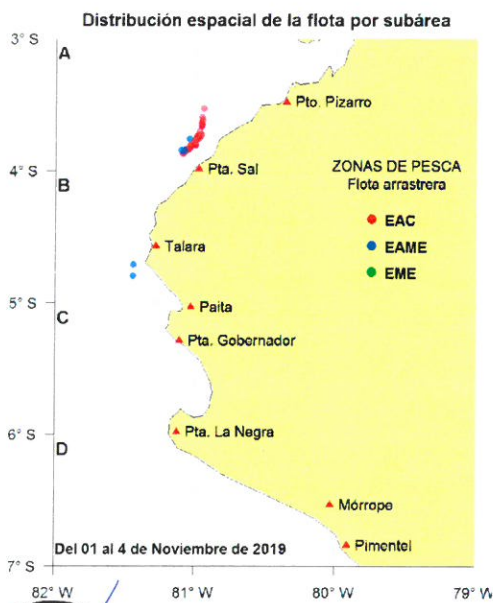 Distribución espacial de la flota por subárea
3° S
A
Pto. Pizarro
4° S
B
Pta. Sal
ZONAS DE PESCA
Flota arrastrera
EAC
EAME
EME
Talara
5° S
C
Paita
Pta. Gobernador
6° S
D
Pta. La Negra
Mórrope
Del 01 al 4 de Noviembre de 2019
Pimentel
7° S
82° W 81° W 80° W 79° W